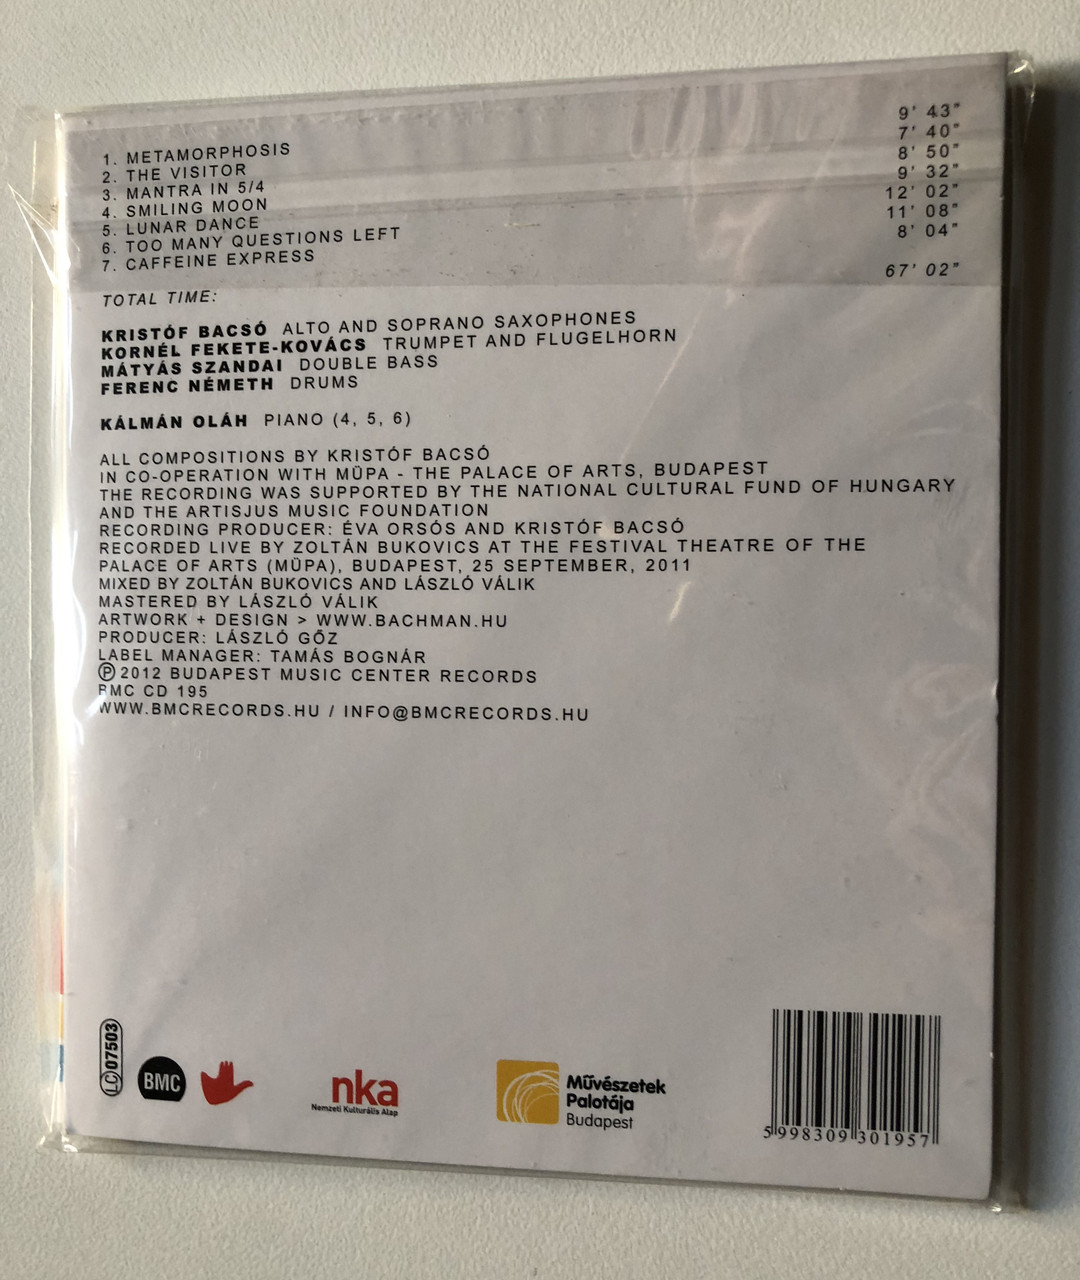 1. METAMORPHOSIS 9' 43"
2. THE VISITOR 7' 40"
3. MANTRA IN 5/4 8' 50"
4. SMILING MOON 9' 32"
5. LUNAR DANCE 12' 02"
6. TOO MANY QUESTIONS LEFT 11' 08"
7. CAFFEINE EXPRESS 8' 04"
TOTAL TIME: 67' 02"
KRISTÓF BACSÓ ALTO AND SOPRANO SAXOPHONES
KORNÉL FEKETE-KOVÁCS TRUMPET AND FLUGELHORN
MÁTYÁS SZANDAI DOUBLE BASS
FERENC NÉMETH DRUMS
KÁLMÁN OLÁH PIANO (4, 5, 6)
ALL COMPOSITIONS BY KRISTÓF BACSÓ
IN CO-OPERATION WITH MÜPA - THE PALACE OF ARTS, BUDAPEST
THE RECORDING WAS SUPPORTED BY THE NATIONAL CULTURAL FUND OF HUNGARY
AND THE ARTISJUS MUSIC FOUNDATION
RECORDING PRODUCER: ÉVA ORSÓS AND KRISTÓF BACSÓ
RECORDED LIVE BY ZOLTÁN BUKOVICS AT THE FESTIVAL THEATRE OF THE
PALACE OF ARTS (MÜPA), BUDAPEST, 25 SEPTEMBER, 2011
MIXED BY ZOLTÁN BUKOVICS AND LÁSZLÓ VÁLIK
MASTERED BY LÁSZLÓ VÁLIK
ARTWORK + DESIGN > WWW.BACHMAN.HU
PRODUCER: LÁSZLÓ GŐZ
LABEL MANAGER: TAMÁS BOGNÁR
℗ 2012 BUDAPEST MUSIC CENTER RECORDS
BMC CD 195
WWW.BMCRECORDS.HU / INFO@BMCRECORDS.HU
LC 07503
BMC
nka
Nemzeti Kulturális Alap
Művészetek
Palotája
Budapest
5 998309 301957